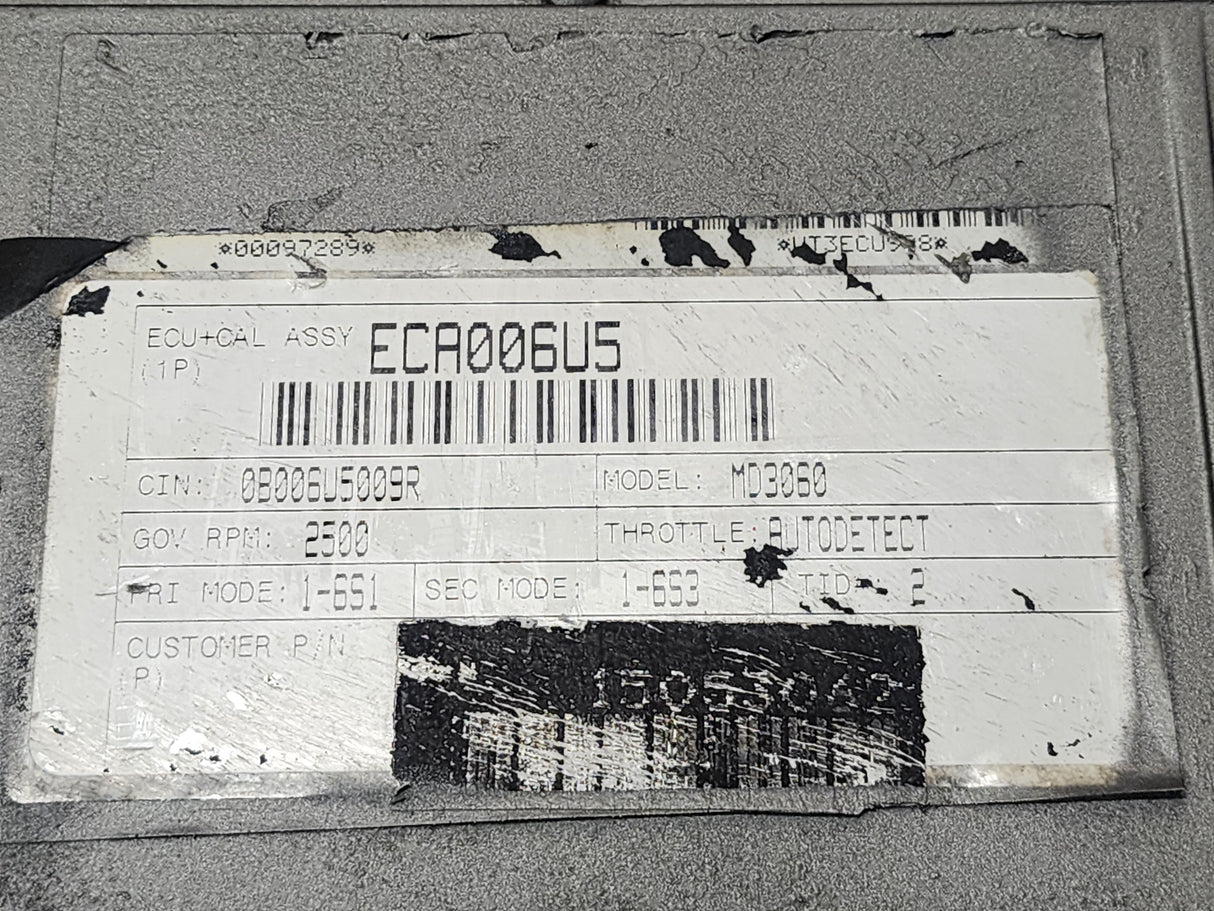 *00097289*
ECU+CAL ASSY ECA006U5
(1P)
CIN: 0B006U5009R MODEL: MD3060
GOV RPM: 2500 THROTTLE: AUTODETECT
PRI MODE: 1-6S1 SEC MODE: 1-6S3 TID: 2
CUSTOMER P/N
P)